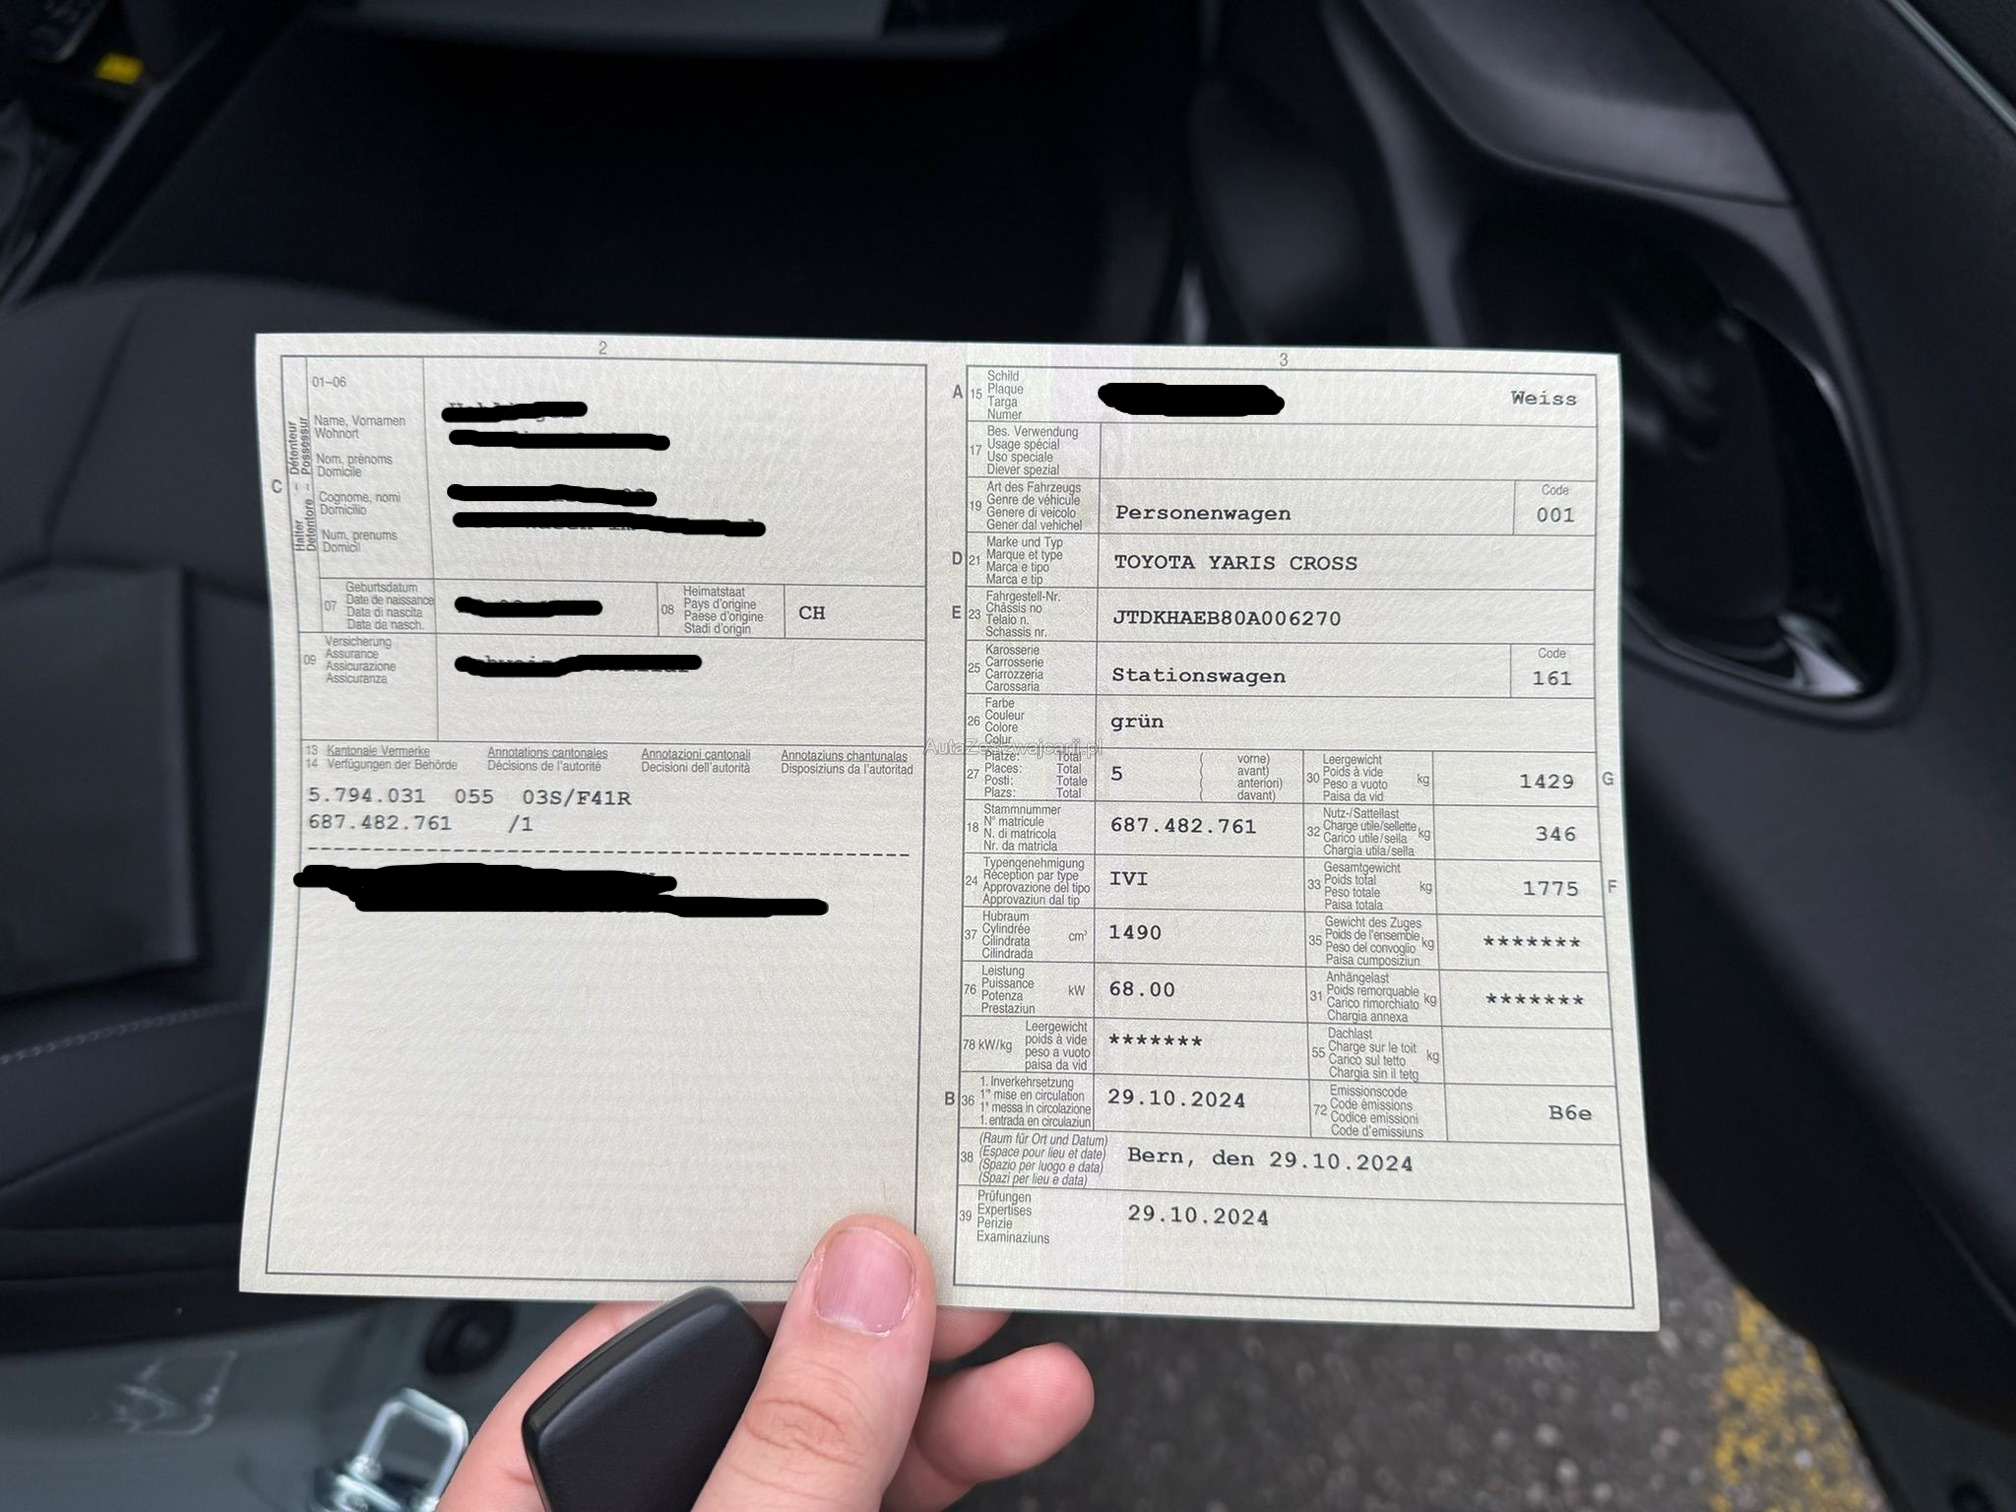 2
01–06
Name, Vornamen
Wohnort
Nom, prénoms
Domicile
Cognome, nomi
Domicilio
Num, prenums
Domicil
C
Halter – Détenteur
Detentore – Possessur
07
Geburtsdatum
Date de naissance
Data di nascita
Data da nasch.
08
Heimatstaat
Pays d'origine
Paese d'origine
Stadi d'origin
CH
09
Versicherung
Assurance
Assicurazione
Assicuranza
13 Kantonale Vermerke Annotations cantonales Annotazioni cantonali Annotaziuns chantunalas
14 Verfügungen der Behörde Décisions de l'autorité Decisioni dell'autorità Disposiziuns da l'autoritad
5.794.031 055 03S/F41R
687.482.761 /1
3
A 15
Schild
Plaque
Targa
Numer
Weiss
17
Bes. Verwendung
Usage spécial
Uso speciale
Diever spezial
19
Art des Fahrzeugs
Genre de véhicule
Genere di veicolo
Gener dal vehichel
Personenwagen
Code
001
D 21
Marke und Typ
Marque et type
Marca e tipo
Marca e tip
TOYOTA YARIS CROSS
E 23
Fahrgestell-Nr.
Châssis no
Telaio n.
Schassis nr.
JTDKHAEB80A006270
25
Karosserie
Carrosserie
Carrozzeria
Carossaria
Stationswagen
Code
161
26
Farbe
Couleur
Colore
Colur
grün
AutaZeSzwajcarii.pl
27
Plätze: Total
Places: Total
Posti: Totale
Plazs: Total
5
( vorne)
( avant)
( anterion)
( davant)
30
Leergewicht
Poids à vide
Peso a vuoto
Paisa da vid
kg
1429
G
18
Stammnummer
N° matricule
N. di matricola
Nr. da matricla
687.482.761
32
Nutz-/Sattellast
Charge utile/sellette
Carico utile/sella
Chargia utila/sella
kg
346
24
Typengenehmigung
Réception par type
Approvazione del tipo
Approvaziun dal tip
IVI
33
Gesamtgewicht
Poids total
Peso totale
Paisa totala
kg
1775
F
37
Hubraum
Cylindrée
Cilindrata
Cilindrada
cm³
1490
35
Gewicht des Zuges
Poids de l'ensemble
Peso del convoglio
Paisa cumposiziun
kg
*******
76
Leistung
Puissance
Potenza
Prestaziun
kW
68.00
31
Anhängelast
Poids remorquable
Carico rimorchiato
Chargia annexa
kg
*******
78 kW/kg
Leergewicht
poids à vide
peso a vuoto
paisa da vid
*******
55
Dachlast
Charge sur le toit
Carico sul tetto
Chargia sin il tetg
kg
B 36
1. Inverkehrsetzung
1re mise en circulation
1a messa in circolazione
1. entrada en circulaziun
29.10.2024
72
Emissionscode
Code émissions
Codice emissioni
Code d'emissiuns
B6e
38
(Raum für Ort und Datum)
(Espace pour lieu et date)
(Spazio per luogo e data)
(Spazi per lieu e data)
Bern, den 29.10.2024
39
Prüfungen
Expertises
Perizie
Examinaziuns
29.10.2024